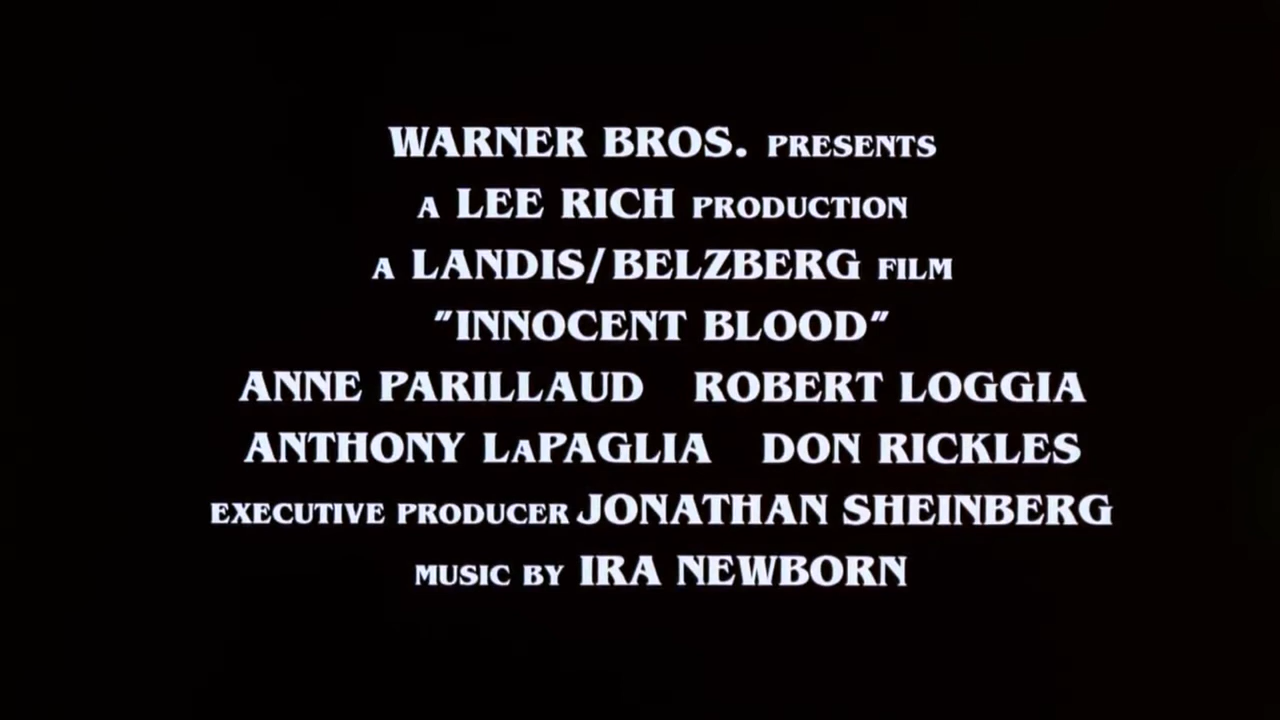 WARNER BROS. PRESENTS
A LEE RICH PRODUCTION
A LANDIS/BELZBERG FILM
"INNOCENT BLOOD"
ANNE PARILLAUD ROBERT LOGGIA
ANTHONY LaPAGLIA DON RICKLES
EXECUTIVE PRODUCER JONATHAN SHEINBERG
MUSIC BY IRA NEWBORN